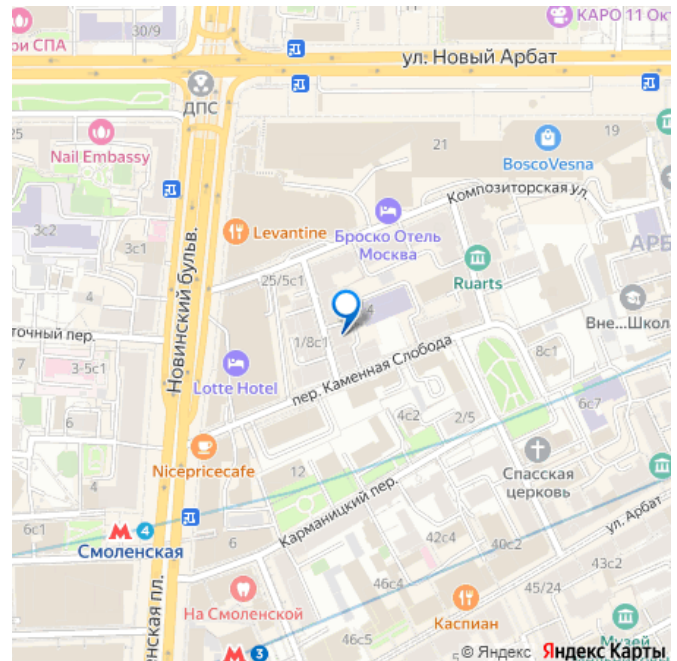 КАРО 11 Окт
ри СПА
30/9
ул. Новый Арбат
ДПС
25
Nail Embassy
21
19
BoscoVesna
Композиторская ул.
3с2
3с1
Levantine
Броско Отель
Москва
АРБ
Ruarts
25/5с1
4
4
Вне...Школа
точный пер.
Новинский бульв.
1/8с1
3-5с1
Lotte Hotel
пер. Каменная Слобода
8с1
6с7
4с2
2/5
Nicepricecafe
4
12
Спасская
церковь
Карманицкий пер.
6с1
4
Смоленская
6
ул. Арбат
42с4
40с2
43с2
46с4
45/24
На Смоленской
Каспиан
46с5
3
нская пл.
Музей
© Яндекс Яндекс Карты